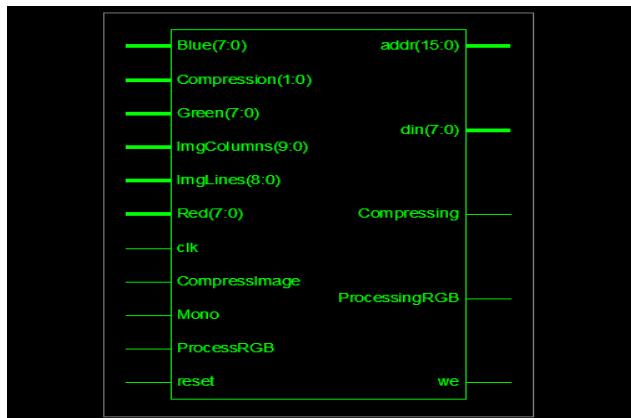 Blue(7:0)
Compression(1:0)
Green(7:0)
ImgColumns(9:0)
ImgLines(8:0)
Red(7:0)
clk
CompressImage
Mono
ProcessRGB
reset
addr(15:0)
din(7:0)
Compressing
ProcessingRGB
we